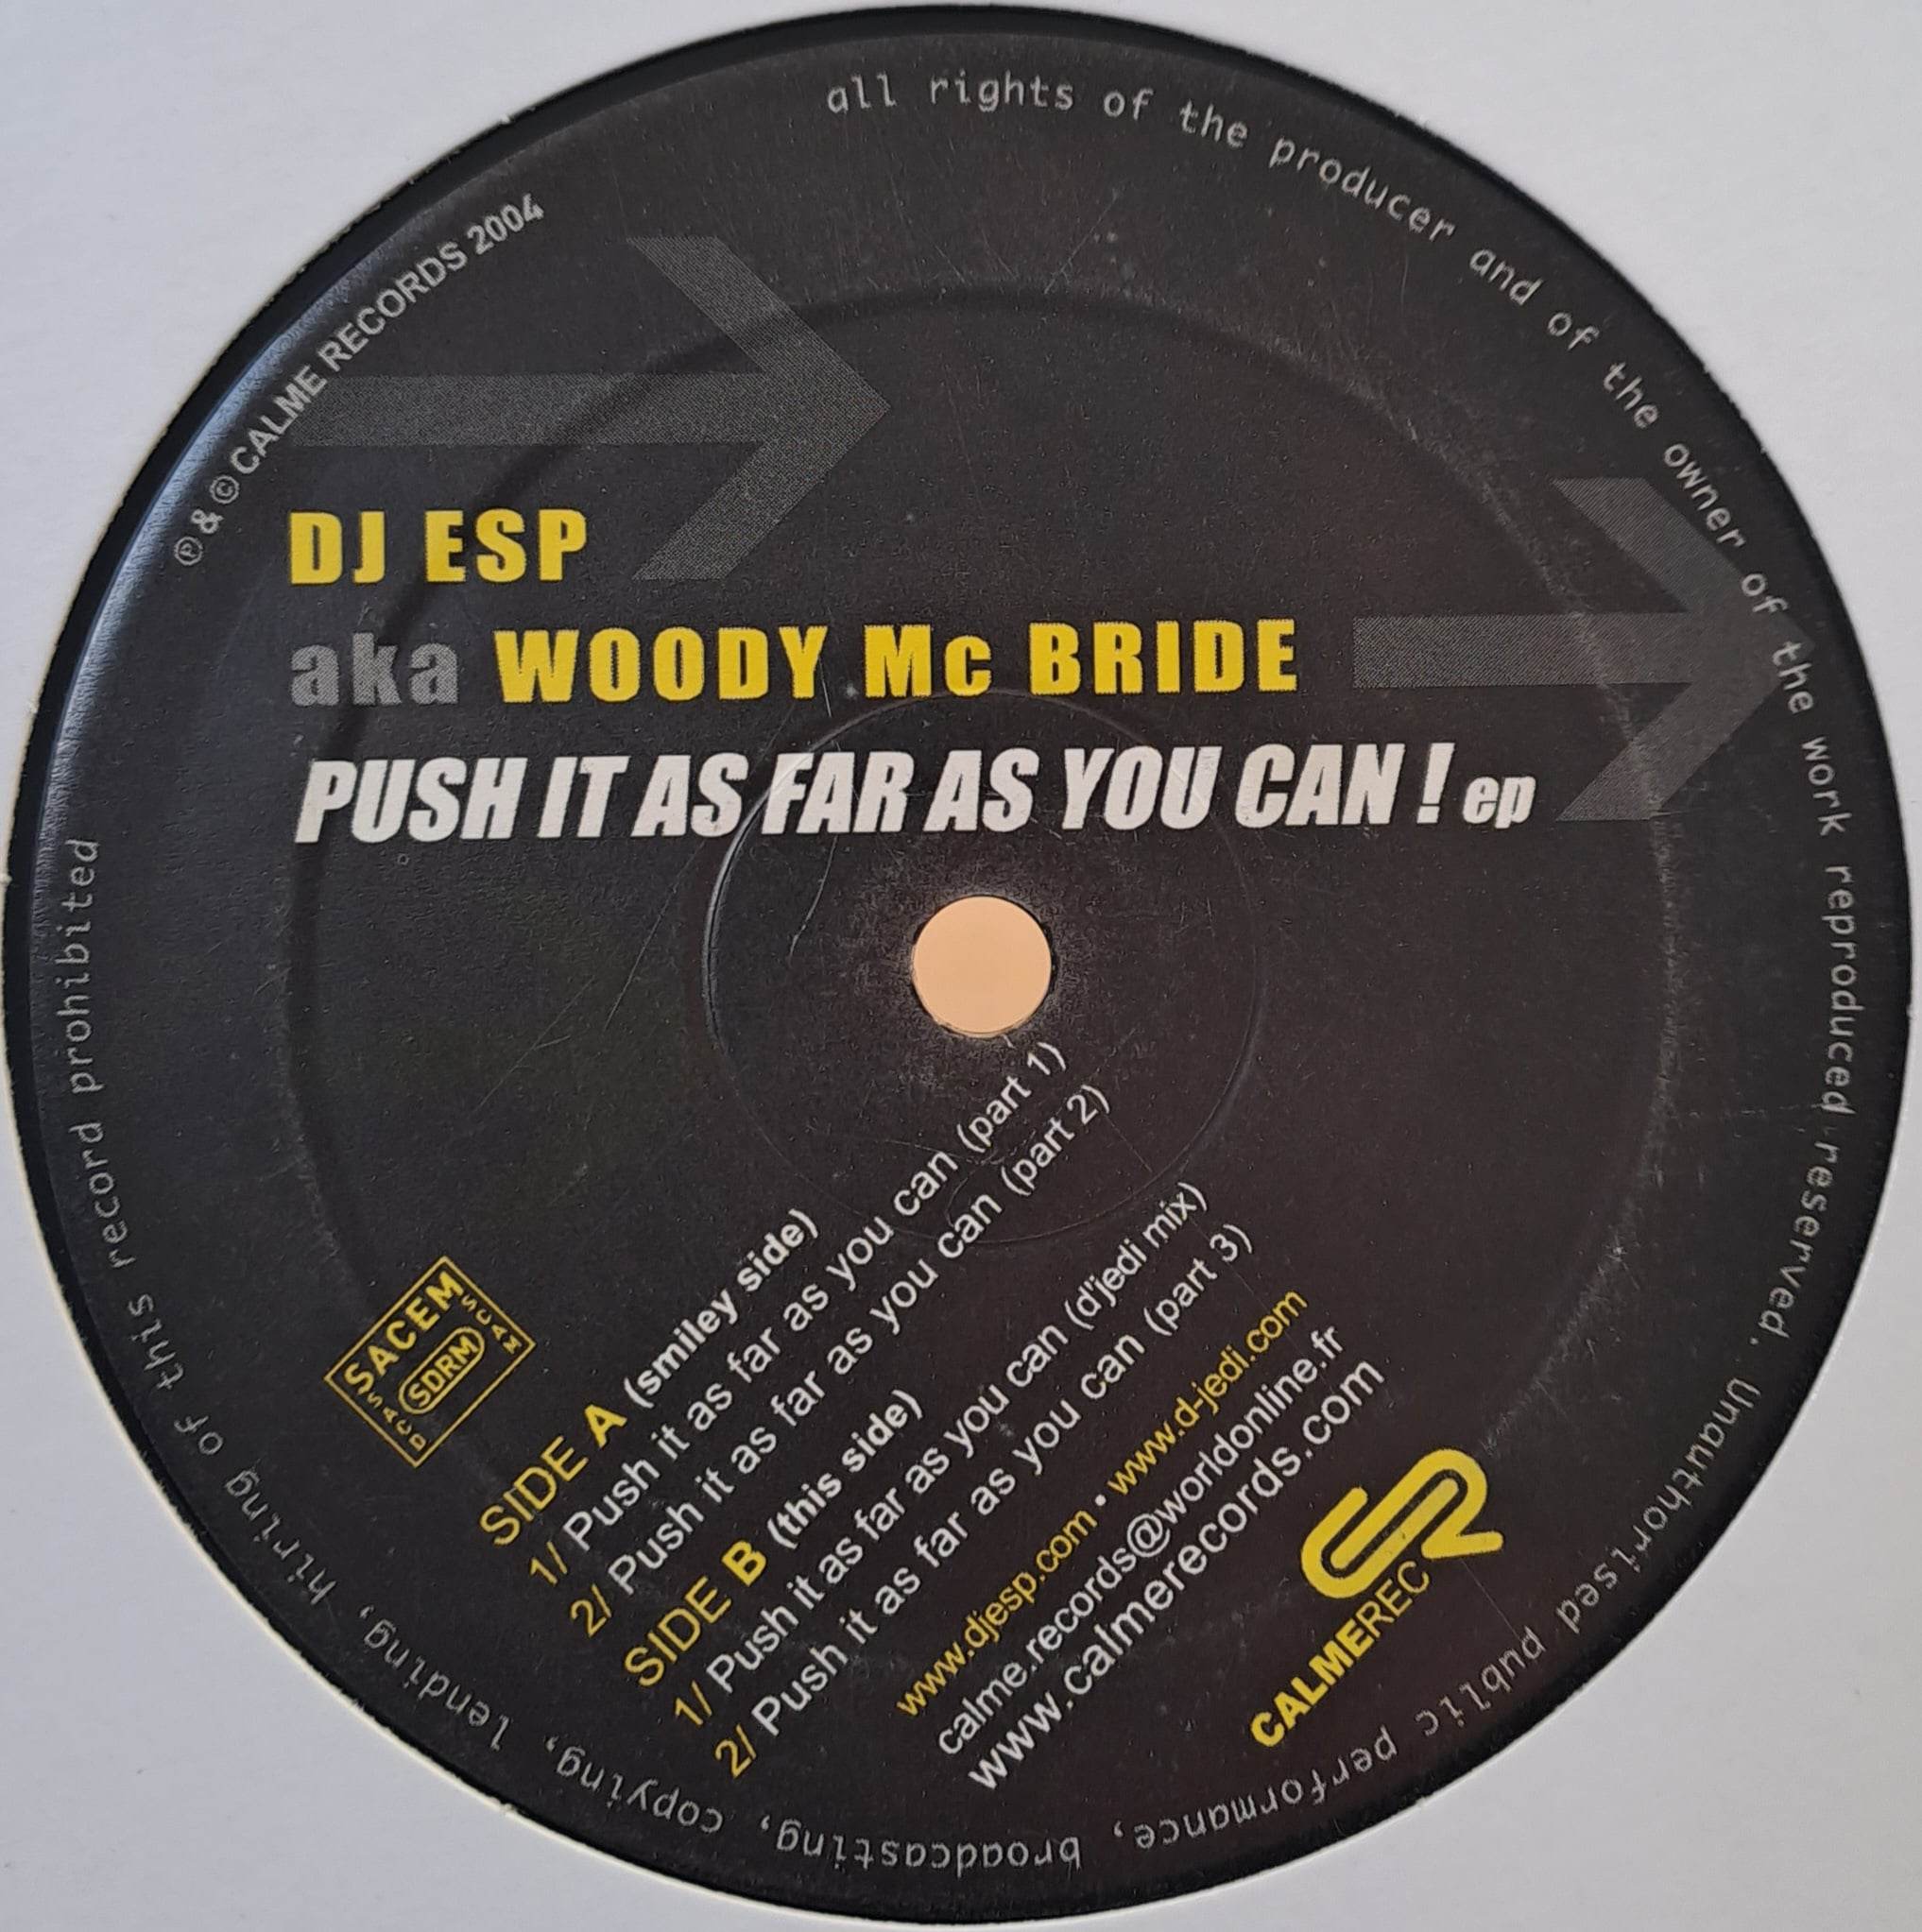 all rights of the producer and of the owner of the work reproduced reserved. Unauthorised public performance, broadcasting, copying, lending, hiring of this record prohibited
℗ & © CALME RECORDS 2004
DJ ESP
aka WOODY Mc BRIDE
PUSH IT AS FAR AS YOU CAN ! ep
SACEM
SCAM
SDRM
SACD
SIDE A (smiley side)
1/ Push it as far as you can (part 1)
2/ Push it as far as you can (part 2)
SIDE B (this side)
1/ Push it as far as you can (d'jedi mix)
2/ Push it as far as you can (part 3)
www.djesp.com • www.d-jedi.com
calme.records@worldonline.fr
www.calmerecords.com
CALMEREC